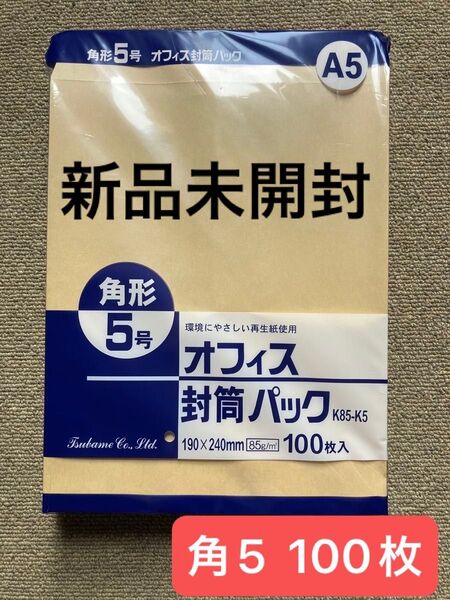 角形5号 オフィス封筒パック
A5
新品未開封
角形
5号
環境にやさしい再生紙使用
オフィス
封筒パック K85-K5
Tsubame Co., Ltd.
190×240mm 85g/㎡ 100枚入
角5 100枚